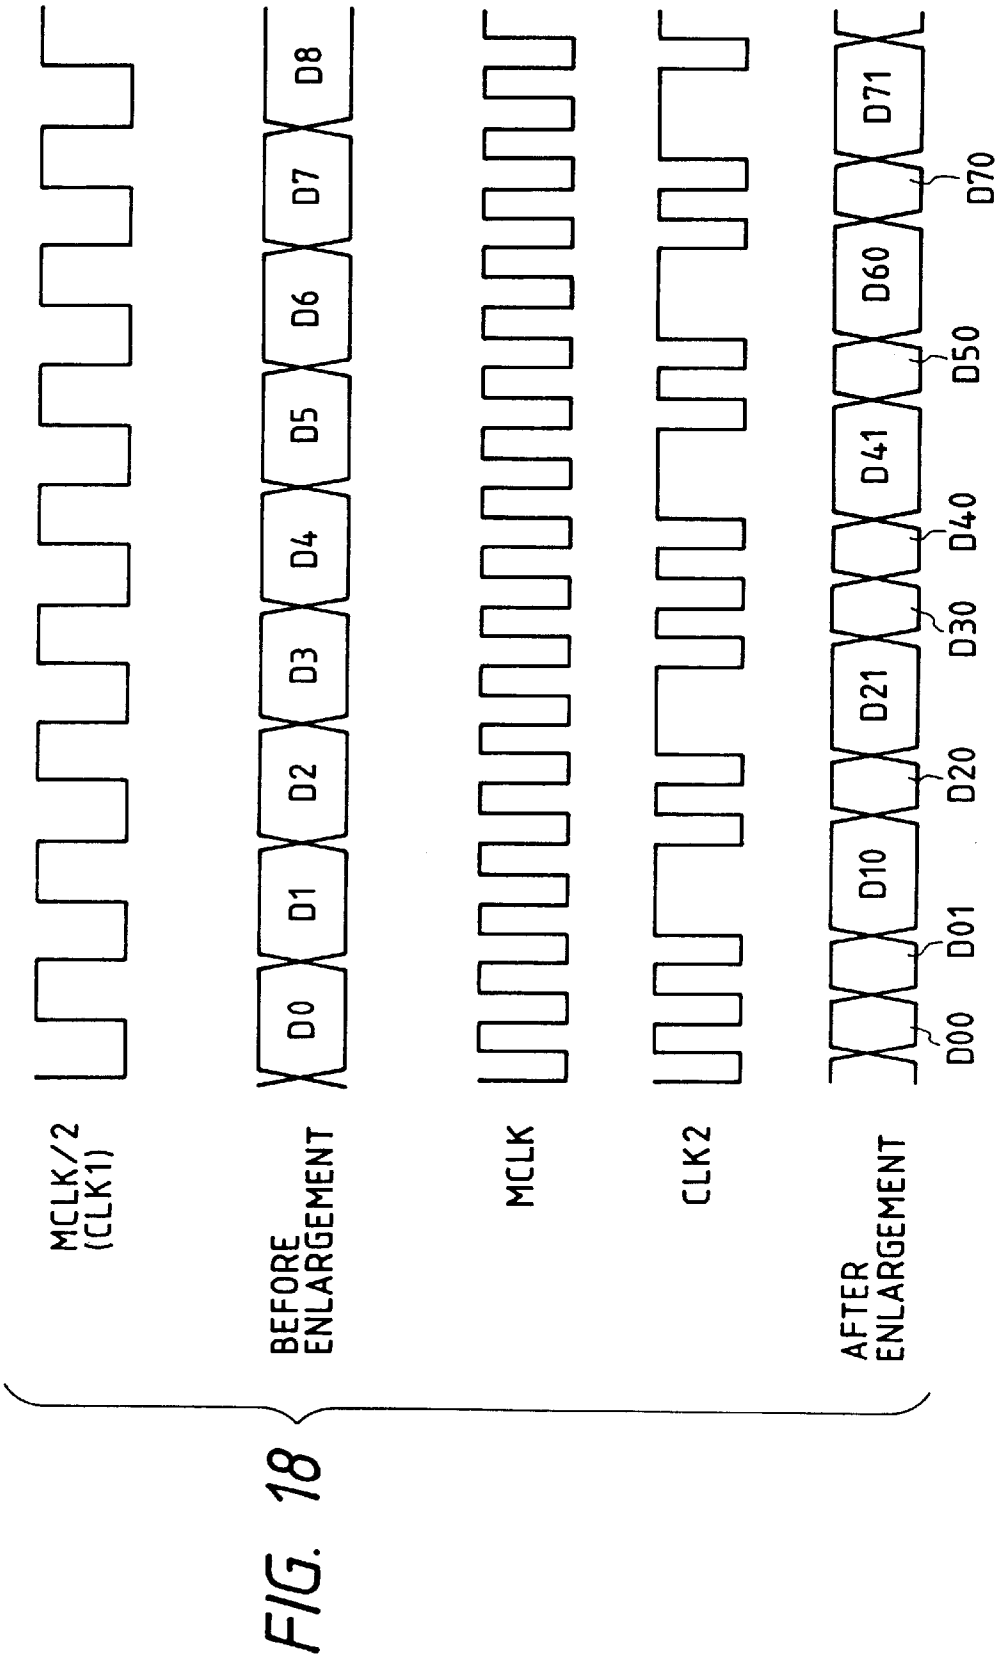 FIG. 18
MCLK/2
(CLK1)
BEFORE
ENLARGEMENT
D0 D1 D2 D3 D4 D5 D6 D7 D8
MCLK
CLK2
AFTER
ENLARGEMENT
D10 D21 D41 D60 D71
D00 D01 D20 D30 D40 D50 D70